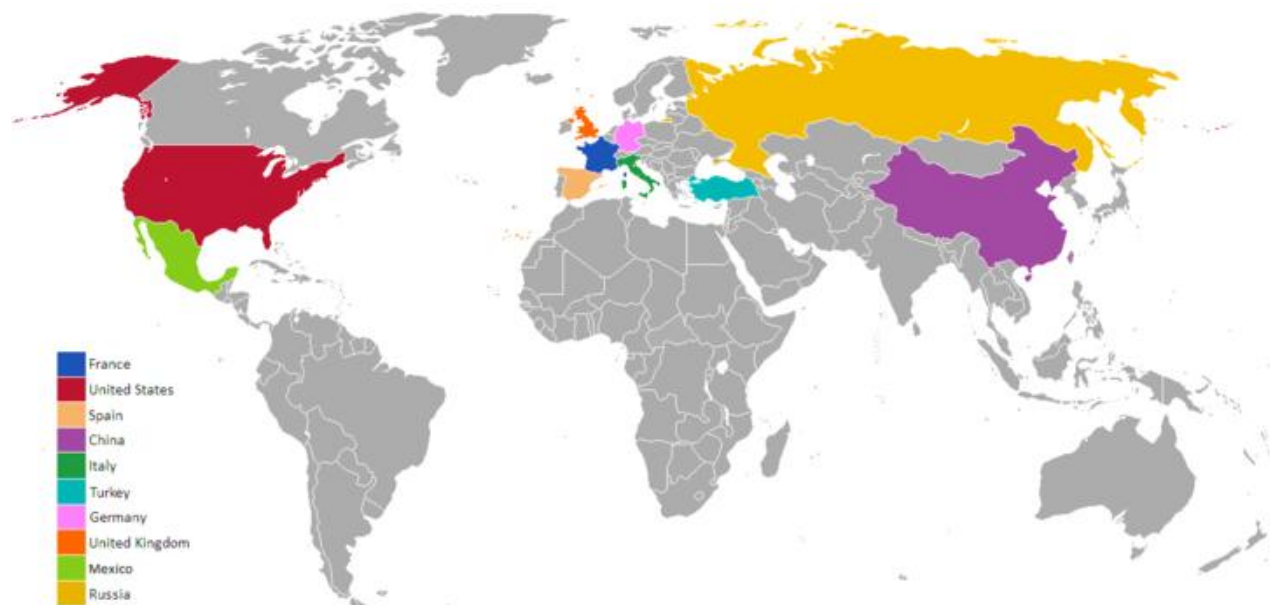 France
United States
Spain
China
Italy
Turkey
Germany
United Kingdom
Mexico
Russia